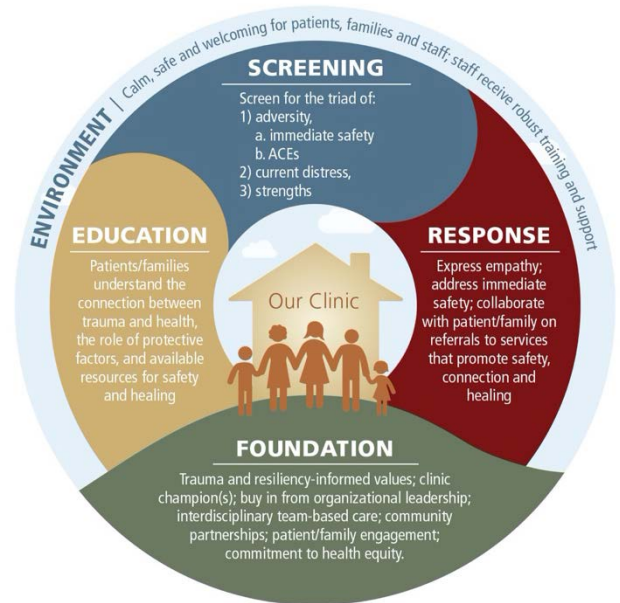 ENVIRONMENT | Calm, safe and welcoming for patients, families and staff; staff receive robust training and support
SCREENING
Screen for the triad of:
1) adversity,
a. immediate safety
b. ACEs
2) current distress,
3) strengths
EDUCATION
Patients/families
understand the
connection between
trauma and health,
the role of protective
factors, and available
resources for safety
and healing
RESPONSE
Express empathy;
address immediate
safety; collaborate
with patient/family on
referrals to services
that promote safety,
connection and
healing
Our Clinic
FOUNDATION
Trauma and resiliency-informed values; clinic
champion(s); buy in from organizational leadership;
interdisciplinary team-based care; community
partnerships; patient/family engagement;
commitment to health equity.